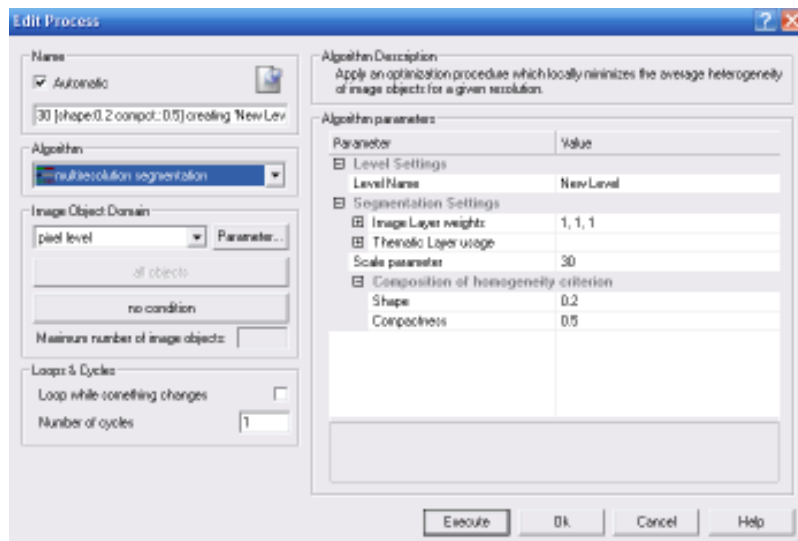 Edit Process
Name
Automatic
30 [shape:0.2 compct.:0.5] creating 'New Lev
Algorithm
multiresolution segmentation
Image Object Domain
pixel level
Parameter...
all objects
no condition
Maximum number of image objects:
Loops & Cycles
Loop while something changes
Number of cycles
1
Algorithm Description
Apply an optimization procedure which locally minimizes the average heterogeneity
of image objects for a given resolution.
Algorithm parameters
Parameter Value
Level Settings
Level Name New Level
Segmentation Settings
Image Layer weights 1, 1, 1
Thematic Layer usage
Scale parameter 30
Composition of homogeneity criterion
Shape 0.2
Compactness 0.5
Execute
Ok
Cancel
Help